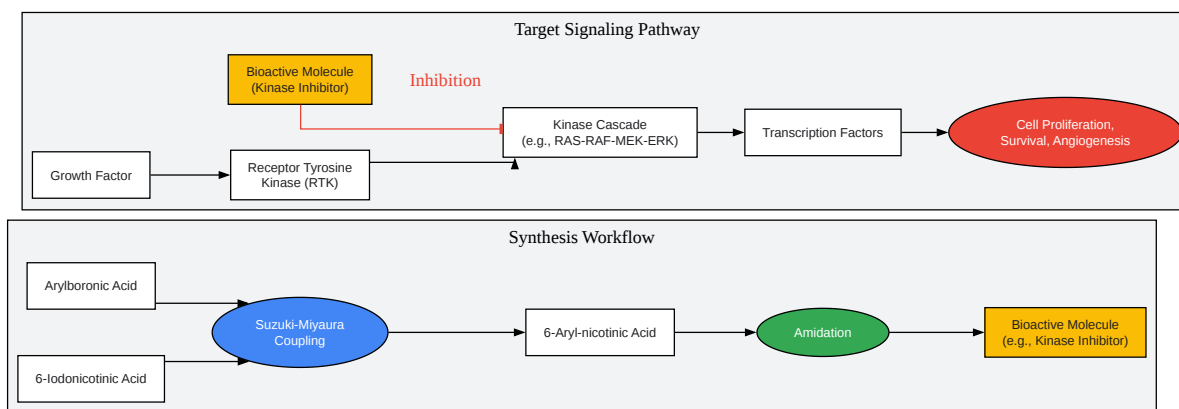 Target Signaling Pathway
Bioactive Molecule
(Kinase Inhibitor)
Inhibition
Kinase Cascade
(e.g., RAS-RAF-MEK-ERK)
Transcription Factors
Cell Proliferation,
Survival, Angiogenesis
Growth Factor
Receptor Tyrosine
Kinase (RTK)
Synthesis Workflow
Arylboronic Acid
6-Iodonicotinic Acid
Suzuki-Miyaura
Coupling
6-Aryl-nicotinic Acid
Amidation
Bioactive Molecule
(e.g., Kinase Inhibitor)